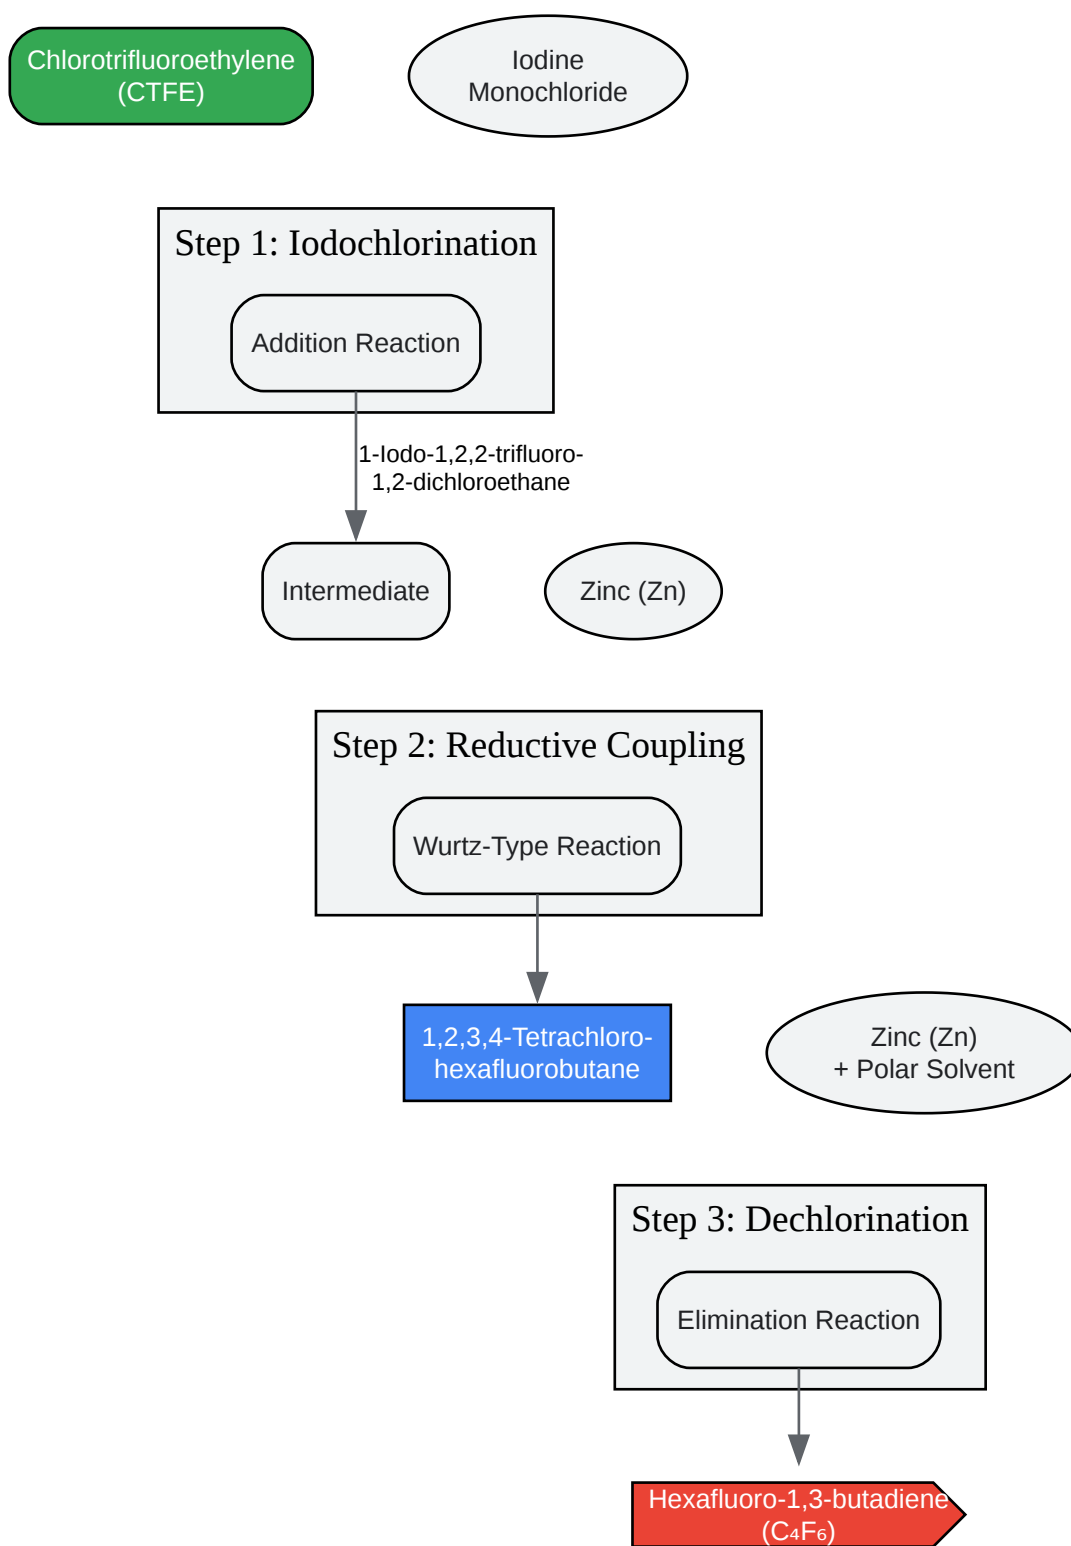 Chlorotrifluoroethylene
(CTFE)
Iodine
Monochloride
Step 1: Iodochlorination
Addition Reaction
1-Iodo-1,2,2-trifluoro-
1,2-dichloroethane
Intermediate
Zinc (Zn)
Step 2: Reductive Coupling
Wurtz-Type Reaction
1,2,3,4-Tetrachloro-
hexafluorobutane
Zinc (Zn)
+ Polar Solvent
Step 3: Dechlorination
Elimination Reaction
Hexafluoro-1,3-butadiene
(C₄F₆)